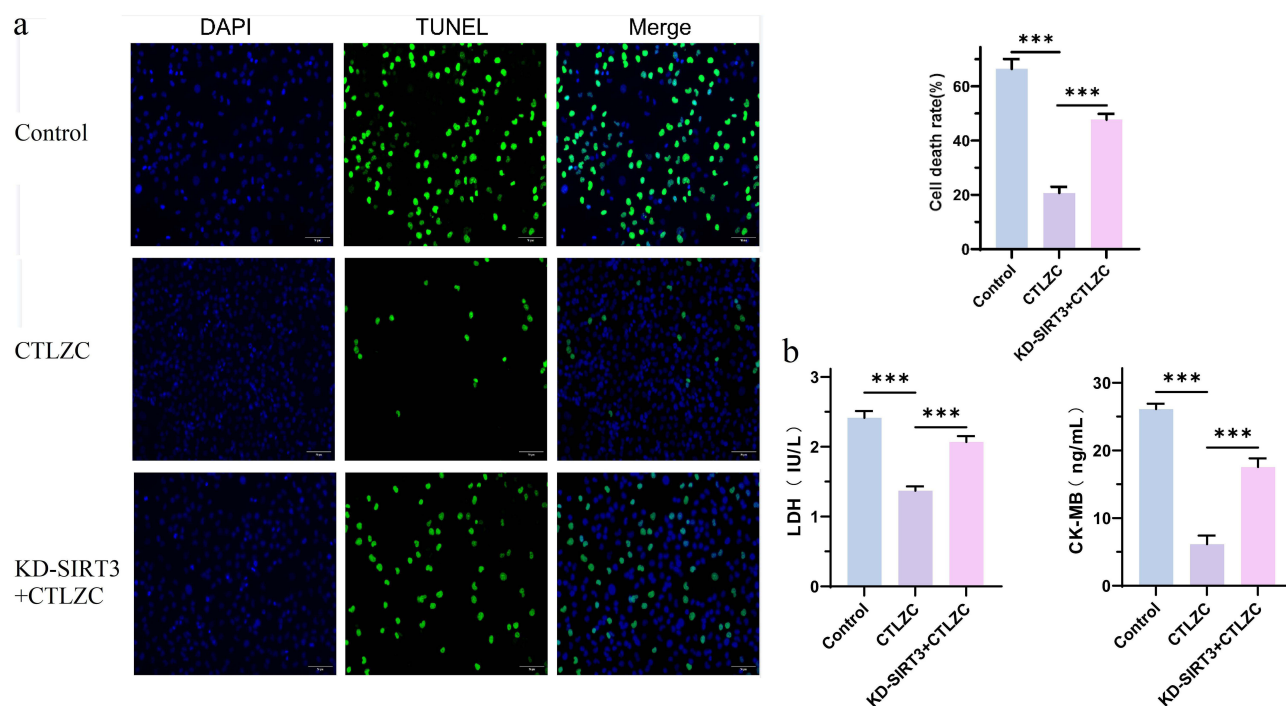 a
DAPI
TUNEL
Merge
Control
CTLZC
KD-SIRT3
+CTLZC
Cell death rate(%)
60
40
20
0
***
***
Control
CTLZC
KD-SIRT3+CTLZC
b
LDH（ IU/L）
3
2
1
0
***
***
Control
CTLZC
KD-SIRT3+CTLZC
CK-MB（ ng/mL）
30
20
10
0
***
***
Control
CTLZC
KD-SIRT3+CTLZC